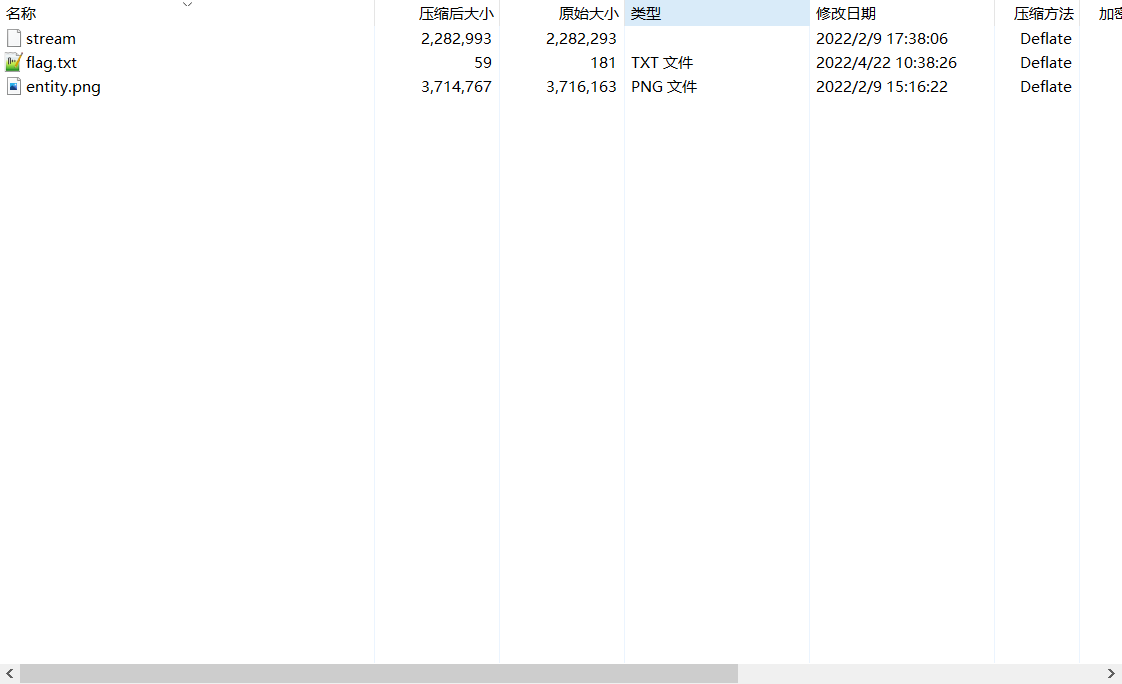 名称 压缩后大小 原始大小 类型 修改日期 压缩方法 加密
stream 2,282,993 2,282,293 2022/2/9 17:38:06 Deflate
flag.txt 59 181 TXT 文件 2022/4/22 10:38:26 Deflate
entity.png 3,714,767 3,716,163 PNG 文件 2022/2/9 15:16:22 Deflate